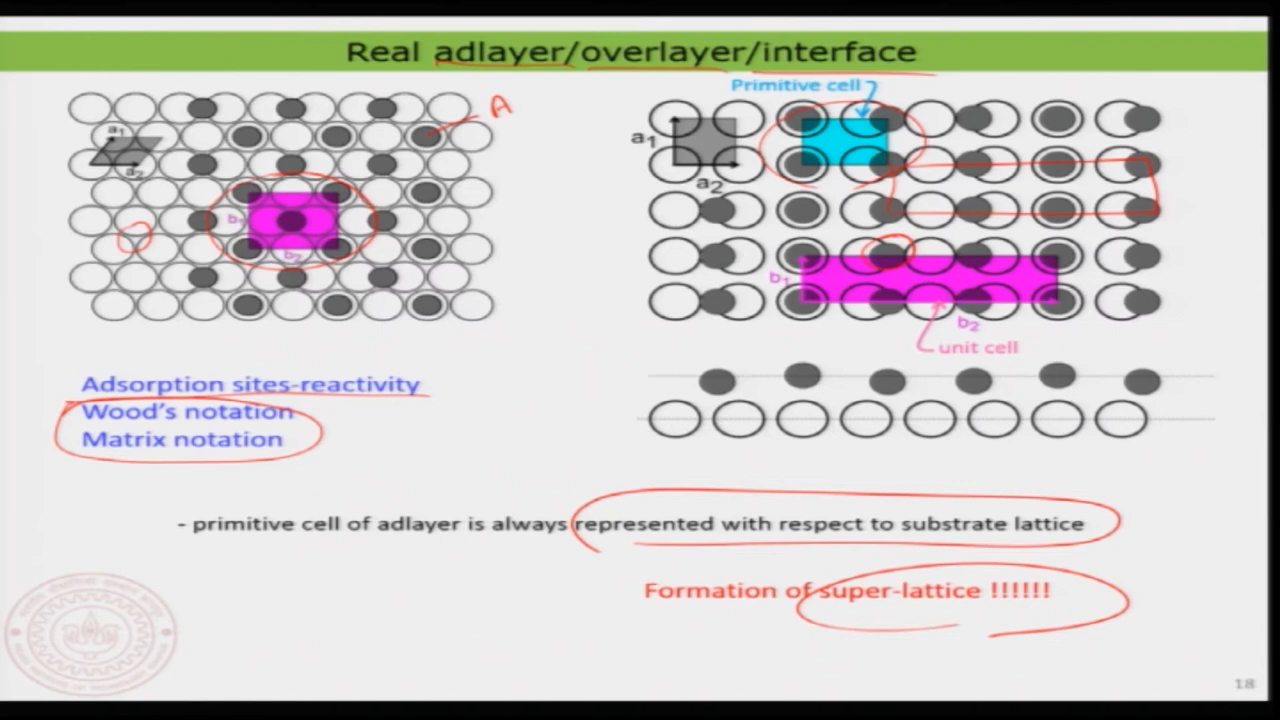 Real adlayer/overlayer/interface
Primitive cell
A
a1
a2
a1
a2
b1
b2
b1
b2
unit cell
Adsorption sites-reactivity
Wood's notation
Matrix notation
- primitive cell of adlayer is always represented with respect to substrate lattice
Formation of super-lattice !!!!!!
18